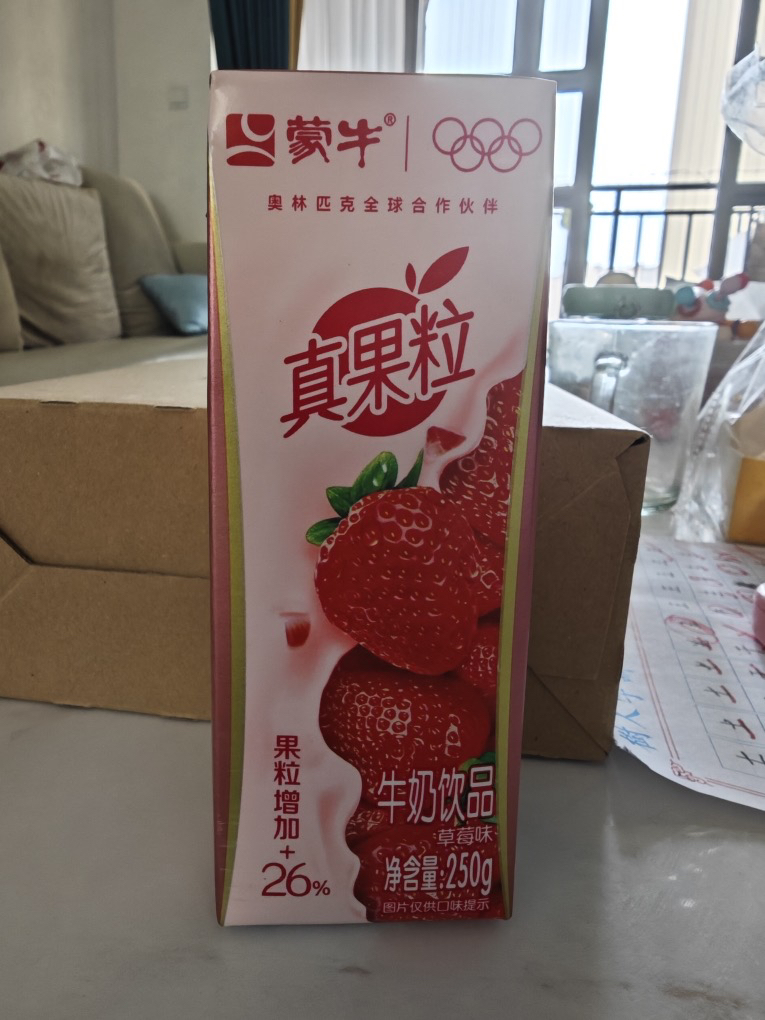 蒙牛®
奥林匹克全球合作伙伴
真果粒
果粒增加
+
26%
牛奶饮品
草莓味
净含量:250g
图片仅供口味提示